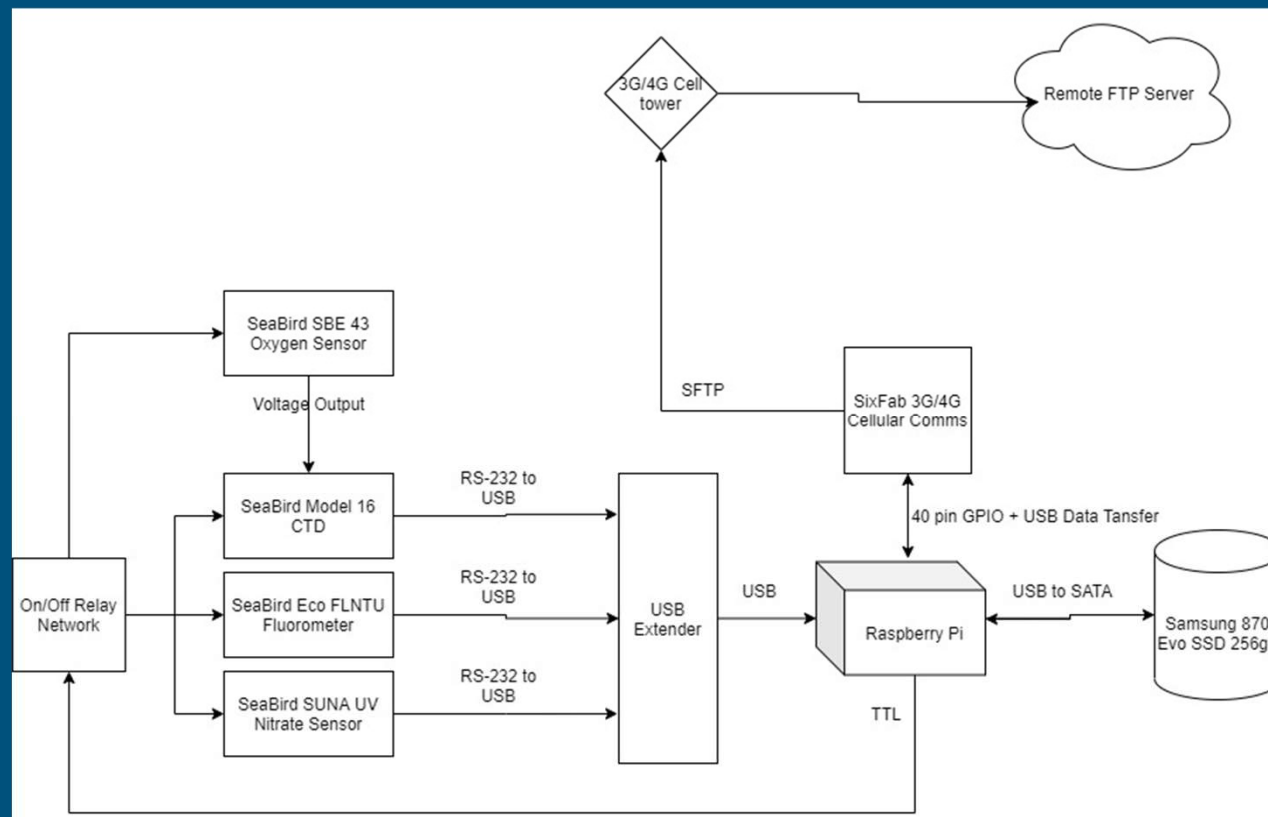 3G/4G Cell
tower
Remote FTP Server
SeaBird SBE 43
Oxygen Sensor
Voltage Output
SFTP
SixFab 3G/4G
Cellular Comms
SeaBird Model 16
CTD
RS-232 to
USB
40 pin GPIO + USB Data Tansfer
On/Off Relay
Network
SeaBird Eco FLNTU
Fluorometer
RS-232 to
USB
USB
Extender
USB
Raspberry Pi
USB to SATA
Samsung 870
Evo SSD 256g
SeaBird SUNA UV
Nitrate Sensor
RS-232 to
USB
TTL